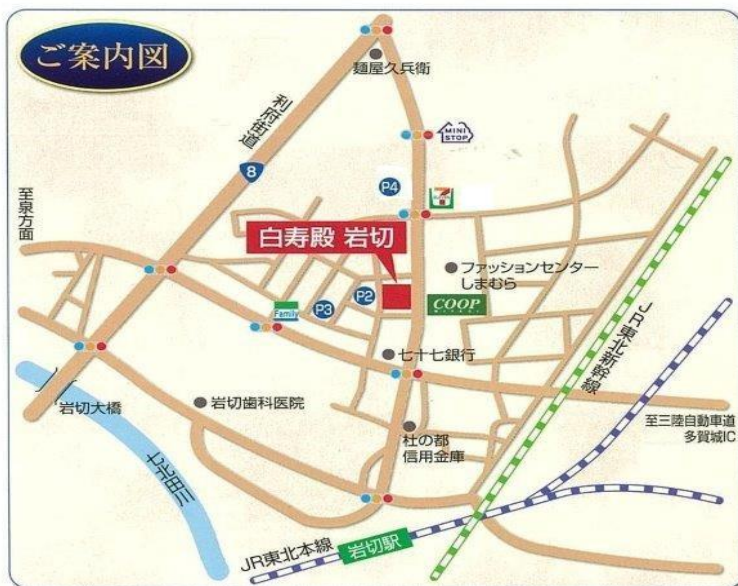 ご案内図
麺屋久兵衛
利府街道
MINI
STOP
8
P4
至泉方面
白寿殿 岩切
ファッションセンター
しまむら
P2
COOP
P3
Family
JR東北新幹線
七十七銀行
岩切大橋
岩切歯科医院
至三陸自動車道
多賀城IC
杜の都
信用金庫
七北田川
JR東北本線
岩切駅